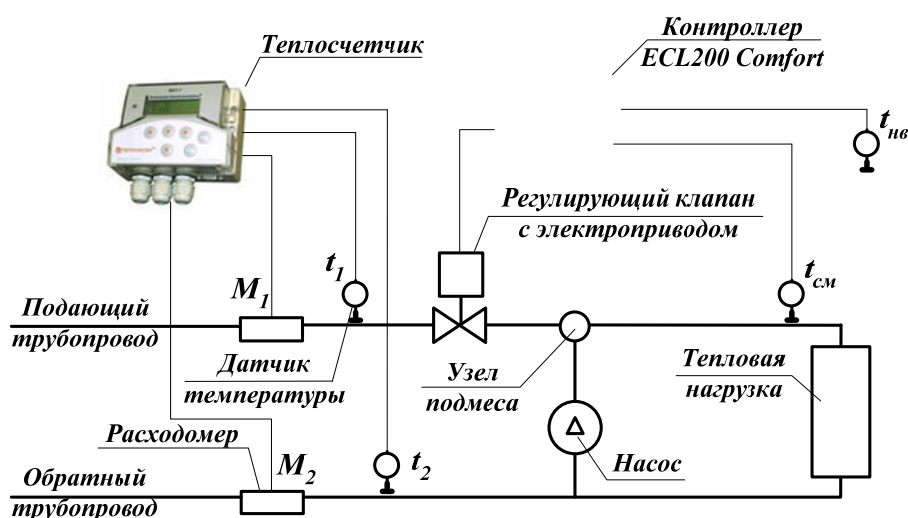 Теплосчетчик
Контроллер
ECL200 Comfort
tнв
Регулирующий клапан
с электроприводом
t1
M1
tсм
Подающий
трубопровод
Датчик
температуры
Узел
подмеса
Тепловая
нагрузка
Расходомер
M2
t2
Насос
Обратный
трубопровод